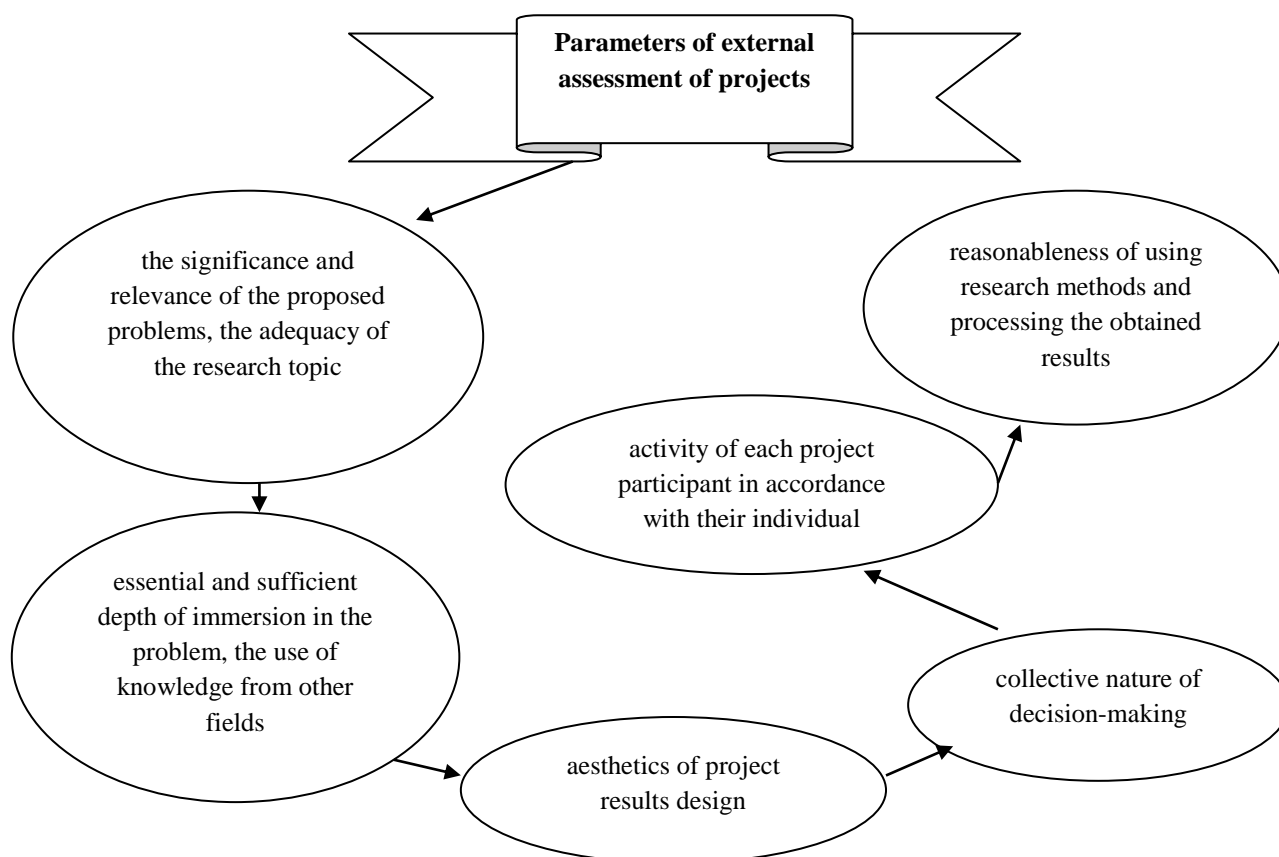 Parameters of external
assessment of projects
the significance and
relevance of the proposed
problems, the adequacy of
the research topic
essential and sufficient
depth of immersion in the
problem, the use of
knowledge from other
fields
aesthetics of project
results design
collective nature of
decision-making
activity of each project
participant in accordance
with their individual
reasonableness of using
research methods and
processing the obtained
results